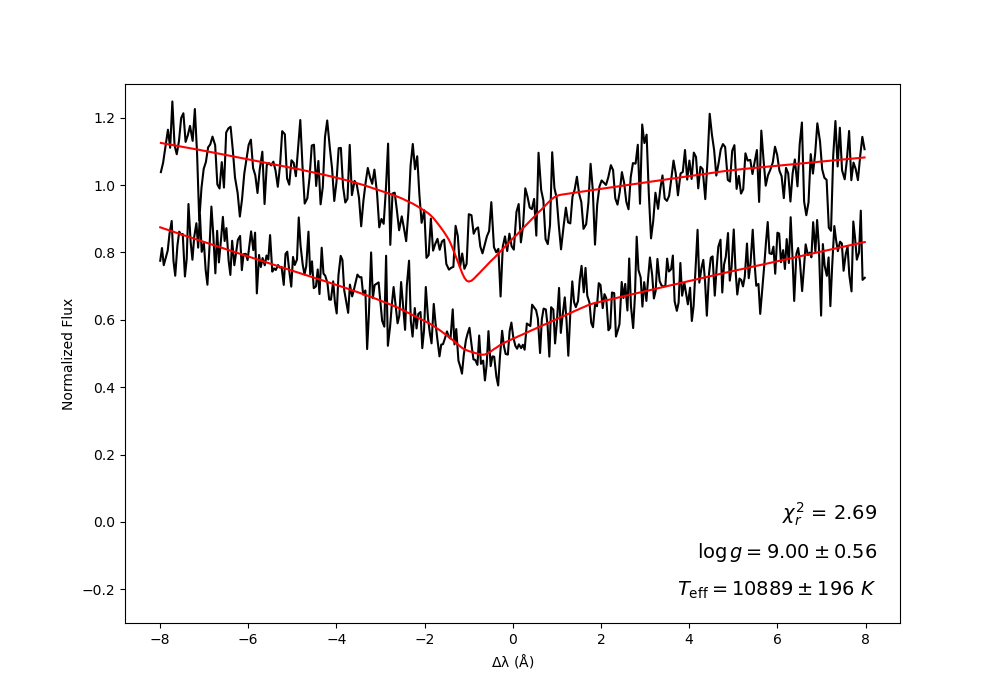 1.2
1.0
0.8
0.6
0.4
0.2
0.0
−0.2
Normalized Flux
χ²ᵣ = 2.69
log g = 9.00 ± 0.56
T_eff = 10889 ± 196 K
−8 −6 −4 −2 0 2 4 6 8
Δλ (Å)